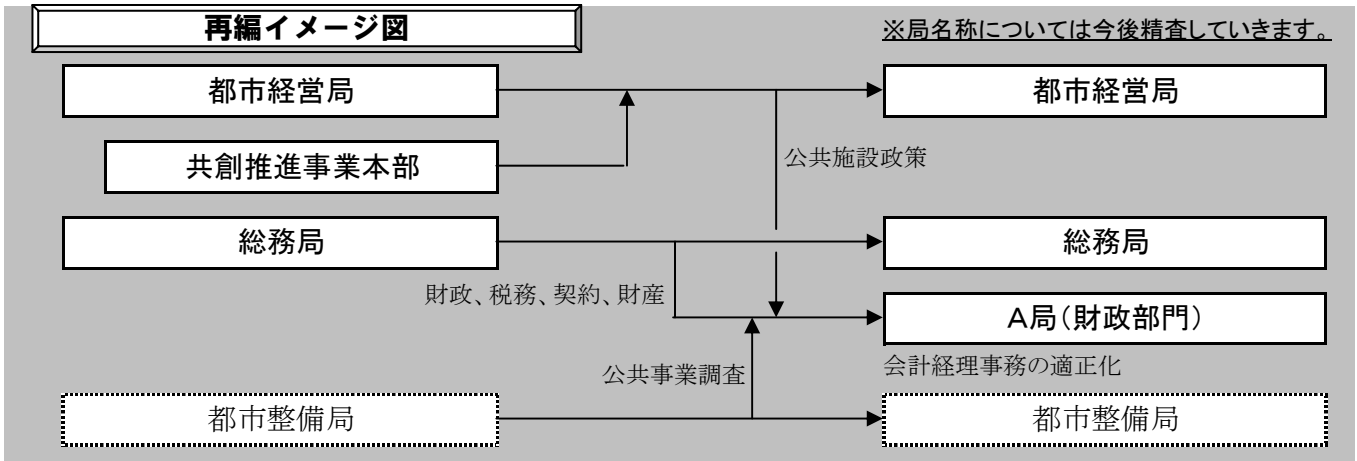 再編イメージ図
※局名称については今後精査していきます。
都市経営局
都市経営局
共創推進事業本部
公共施設政策
総務局
総務局
財政、税務、契約、財産
A局(財政部門)
公共事業調査
会計経理事務の適正化
都市整備局
都市整備局